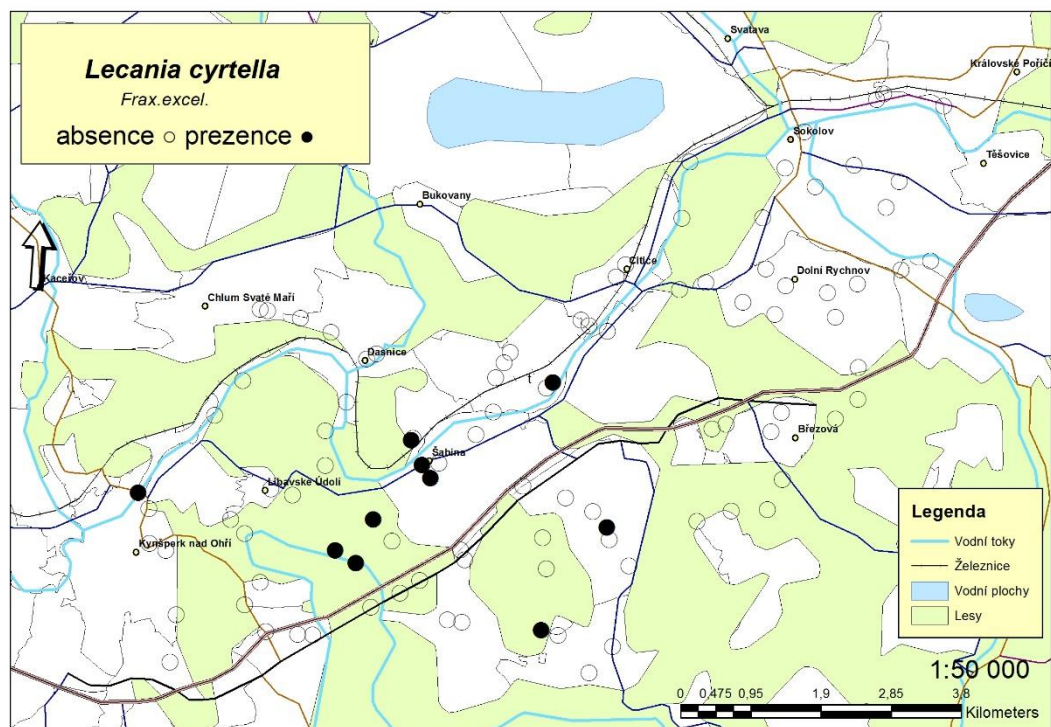 Lecania cyrtella
Frax.excel.
absence ○ prezence ●
Svatava
Královské Poříčí
Sokolov
Těšovice
Bukovany
Kaceřov
Citice
Dolní Rychnov
Chlum Svaté Maří
Dasnice
t
Březová
Šabina
Libavské Údolí
Kynšperk nad Ohří
Legenda
Vodní toky
Železnice
Vodní plochy
Lesy
1:50 000
0 0,475 0,95 1,9 2,85 3,8
Kilometers